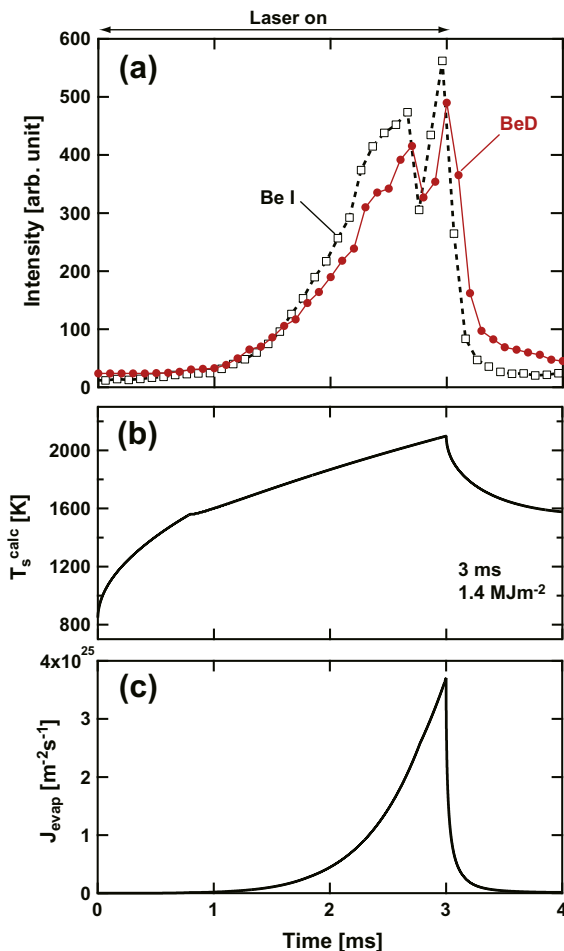 Laser on
(a)
600
500
400
300
200
100
0
Intensity [arb. unit]
Be I
BeD
(b)
2000
1600
1200
800
T_s^calc [K]
3 ms
1.4 MJm⁻²
(c)
4x10²⁵
3
2
1
0
J_evap [m⁻²s⁻¹]
0 1 2 3 4
Time [ms]